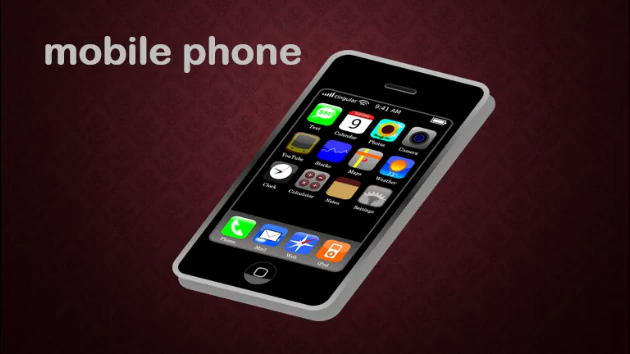 mobile phone
cingular 9:41 AM
Text Calendar Photos Camera
9
YouTube Stocks Maps Weather
Clock Calculator Notes Settings
Phone Mail Web iPod